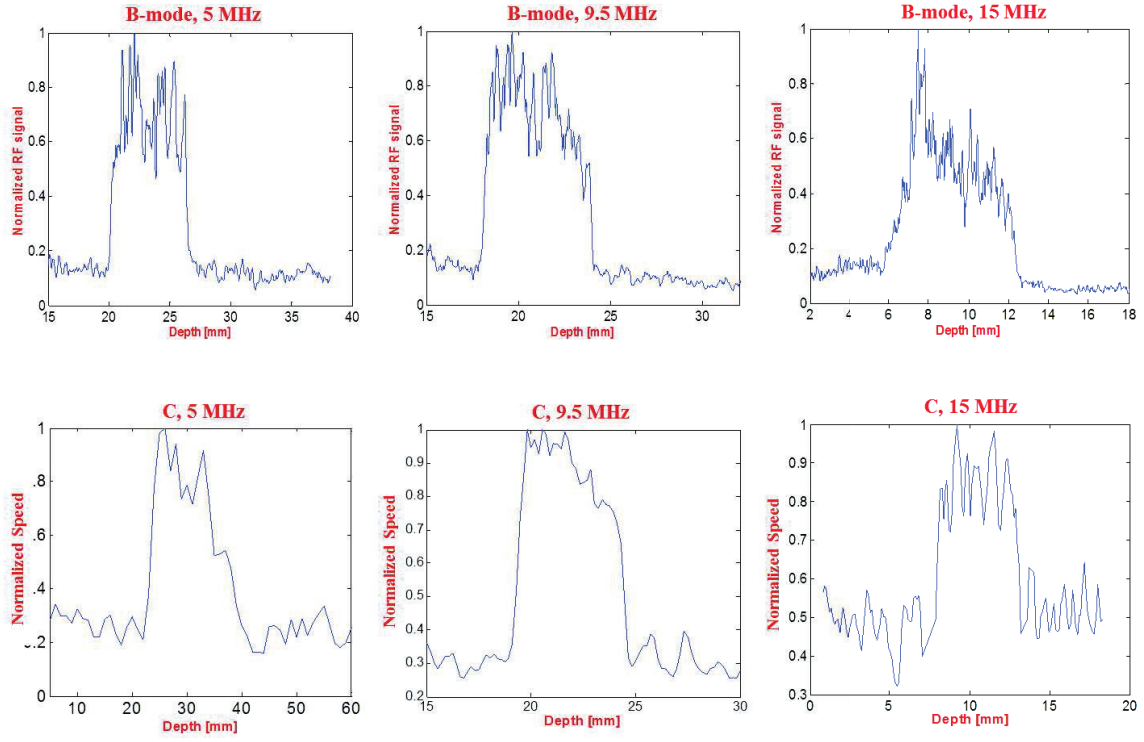 B-mode, 5 MHz
Normalized RF signal
1
0.8
0.6
0.4
0.2
0
15 20 25 30 35 40
Depth [mm]
B-mode, 9.5 MHz
Normalized RF signal
1
0.8
0.6
0.4
0.2
0
15 20 25 30
Depth [mm]
B-mode, 15 MHz
Normalized RF signal
1
0.8
0.6
0.4
0.2
0
2 4 6 8 10 12 14 16 18
Depth [mm]
C, 5 MHz
Normalized Speed
1
.8
.6
.4
0.2
0
10 20 30 40 50 60
Depth [mm]
C, 9.5 MHz
Normalized Speed
1
0.9
0.8
0.7
0.6
0.5
0.4
0.3
0.2
15 20 25 30
Depth [mm]
C, 15 MHz
Normalized Speed
1
0.9
0.8
0.7
0.6
0.5
0.4
0.3
0 5 10 15 20
Depth [mm]